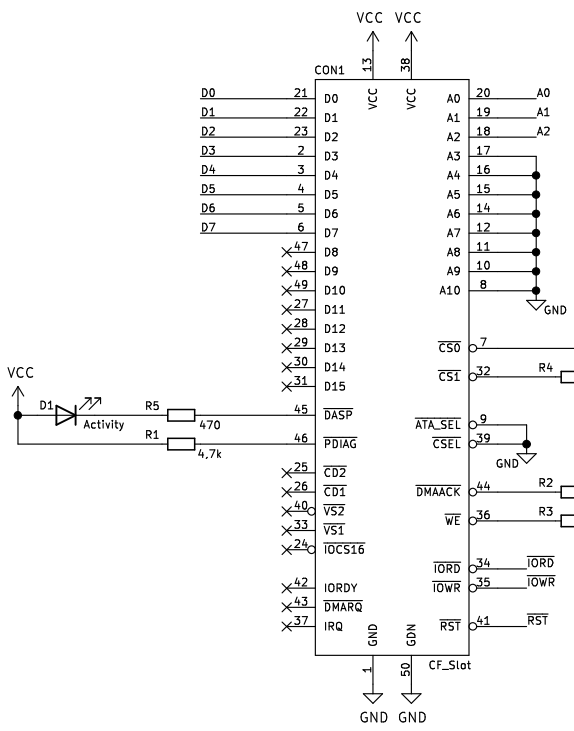 VCC VCC
13 38
CON1
VCC VCC
D0 21 D0 A0 20 A0
D1 22 D1 A1 19 A1
D2 23 D2 A2 18 A2
D3 2 D3 A3 17
D4 3 D4 A4 16
D5 4 D5 A5 15
D6 5 D6 A6 14
D7 6 D7 A7 12
47 D8 A8 11
48 D9 A9 10
49 D10 A10 8
27 D11 GND
28 D12
29 D13 CS0 7
30 D14 CS1 32 R4
31 D15
VCC
D1 Activity R5 470 45 DASP ATA_SEL 9
R1 4,7k 46 PDIAG CSEL 39
GND
25 CD2
26 CD1 DMAACK 44 R2
40 VS2 WE 36 R3
33 VS1
24 IOCS16
IORD 34 IORD
42 IORDY IOWR 35 IOWR
43 DMARQ
37 IRQ RST 41 RST
GND GDN
1 50
CF_Slot
GND GND